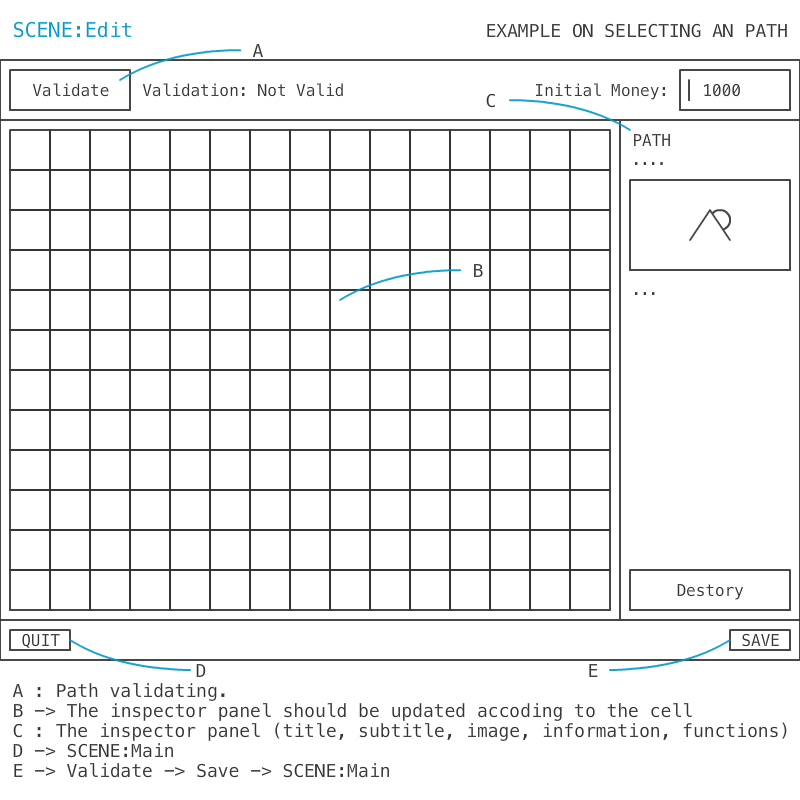 SCENE:Edit
EXAMPLE ON SELECTING AN PATH
A
Validate
Validation: Not Valid
Initial Money:
1000
C
PATH
....
B
...
Destory
QUIT
SAVE
D
E
A : Path validating.
B —> The inspector panel should be updated accoding to the cell
C : The inspector panel (title, subtitle, image, information, functions)
D —> SCENE:Main
E —> Validate —> Save —> SCENE:Main